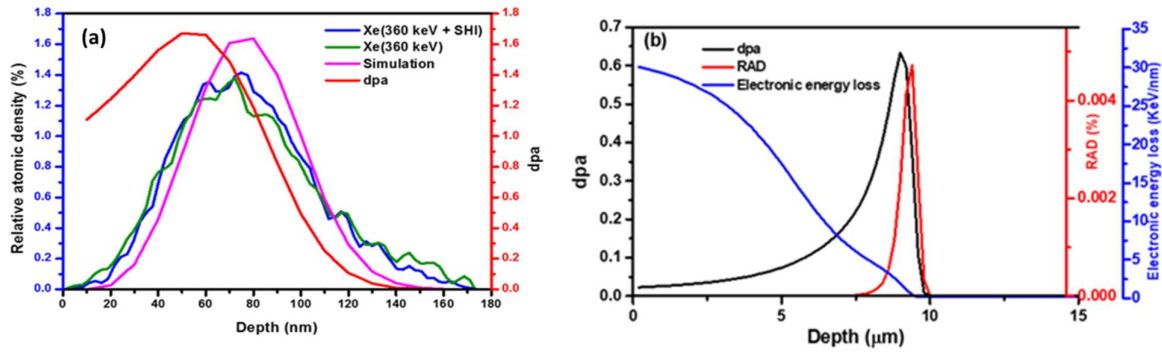 (a)
Xe(360 keV + SHI)
Xe(360 keV)
Simulation
dpa
Relative atomic density (%)
1.8
1.6
1.4
1.2
1.0
0.8
0.6
0.4
0.2
0.0
0 20 40 60 80 100 120 140 160 180
Depth (nm)
1.8
1.6
1.4
1.2
1.0
0.8
0.6
0.4
0.2
0.0
dpa
(b)
dpa
RAD
Electronic energy loss
dpa
0.7
0.6
0.5
0.4
0.3
0.2
0.1
0.0
0 5 10 15
Depth (μm)
0.004
0.002
0.000
RAD (%)
35
30
25
20
15
10
5
0
Electronic energy loss (KeV/nm)